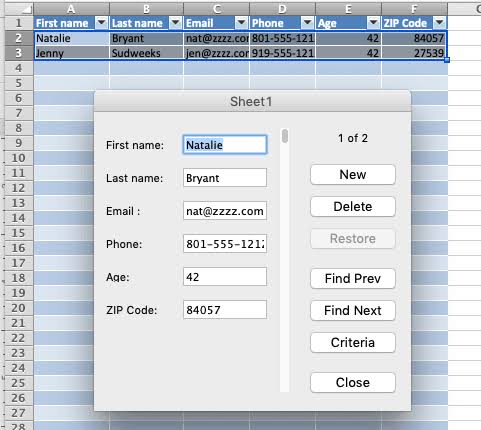 A B C D E F G
1 First name Last name Email Phone Age ZIP Code
2 Natalie Bryant nat@zzzz.com 801-555-121 42 84057
3 Jenny Sudweeks jen@zzzz.com 919-555-121 42 27539
4
5
6
7
8
Sheet1
9
First name: Natalie 1 of 2
10
11
New
12
Last name: Bryant
13
Delete
14
Email : nat@zzzz.com
15
16
Phone: 801-555-1212 Restore
17
18
Age: 42 Find Prev
19
20
ZIP Code: 84057 Find Next
21
22
Criteria
23
24
25
Close
26
27
28